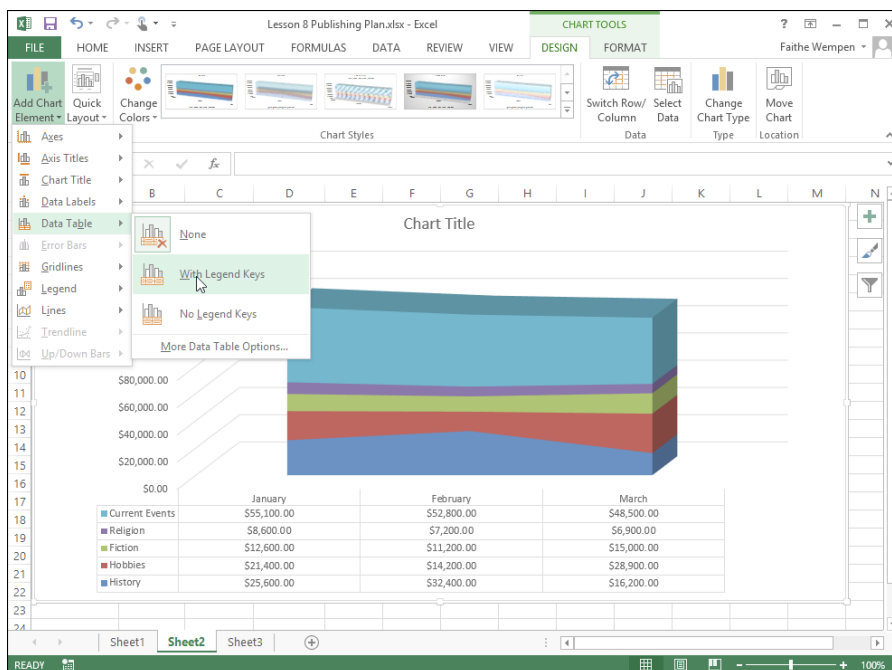 Lesson 8 Publishing Plan.xlsx - Excel
CHART TOOLS
?
FILE HOME INSERT PAGE LAYOUT FORMULAS DATA REVIEW VIEW DESIGN FORMAT Faithe Wempen
Add Chart Element
Quick Layout
Change Colors
Switch Row/ Column
Select Data
Change Chart Type
Move Chart
Chart Styles Data Type Location
Axes
Axis Titles
Chart Title
Data Labels
Data Table
Error Bars
Gridlines
Legend
Lines
Trendline
Up/Down Bars
None
With Legend Keys
No Legend Keys
More Data Table Options...
fx
B C D E F G H I J K L M N
Chart Title
10
11
12
13
14
15
16
17
18
19
20
21
22
23
24
$80,000.00
$60,000.00
$40,000.00
$20,000.00
$0.00
January February March
Current Events $55,100.00 $52,800.00 $48,500.00
Religion $8,600.00 $7,200.00 $6,900.00
Fiction $12,600.00 $11,200.00 $15,000.00
Hobbies $21,400.00 $14,200.00 $28,900.00
History $25,600.00 $32,400.00 $16,200.00
Sheet1 Sheet2 Sheet3
READY
100%